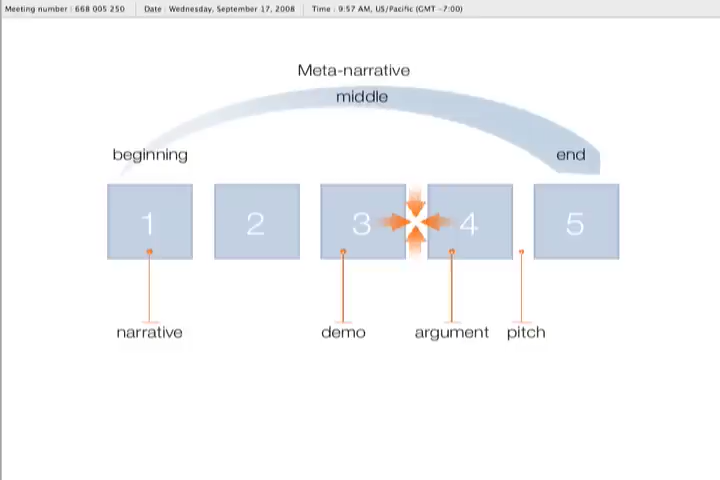 Meeting number : 668 005 250 Date : Wednesday, September 17, 2008 Time : 9:57 AM, US/Pacific (GMT -7:00)
Meta-narrative
middle
beginning
end
1 2 3 4 5
narrative demo argument pitch